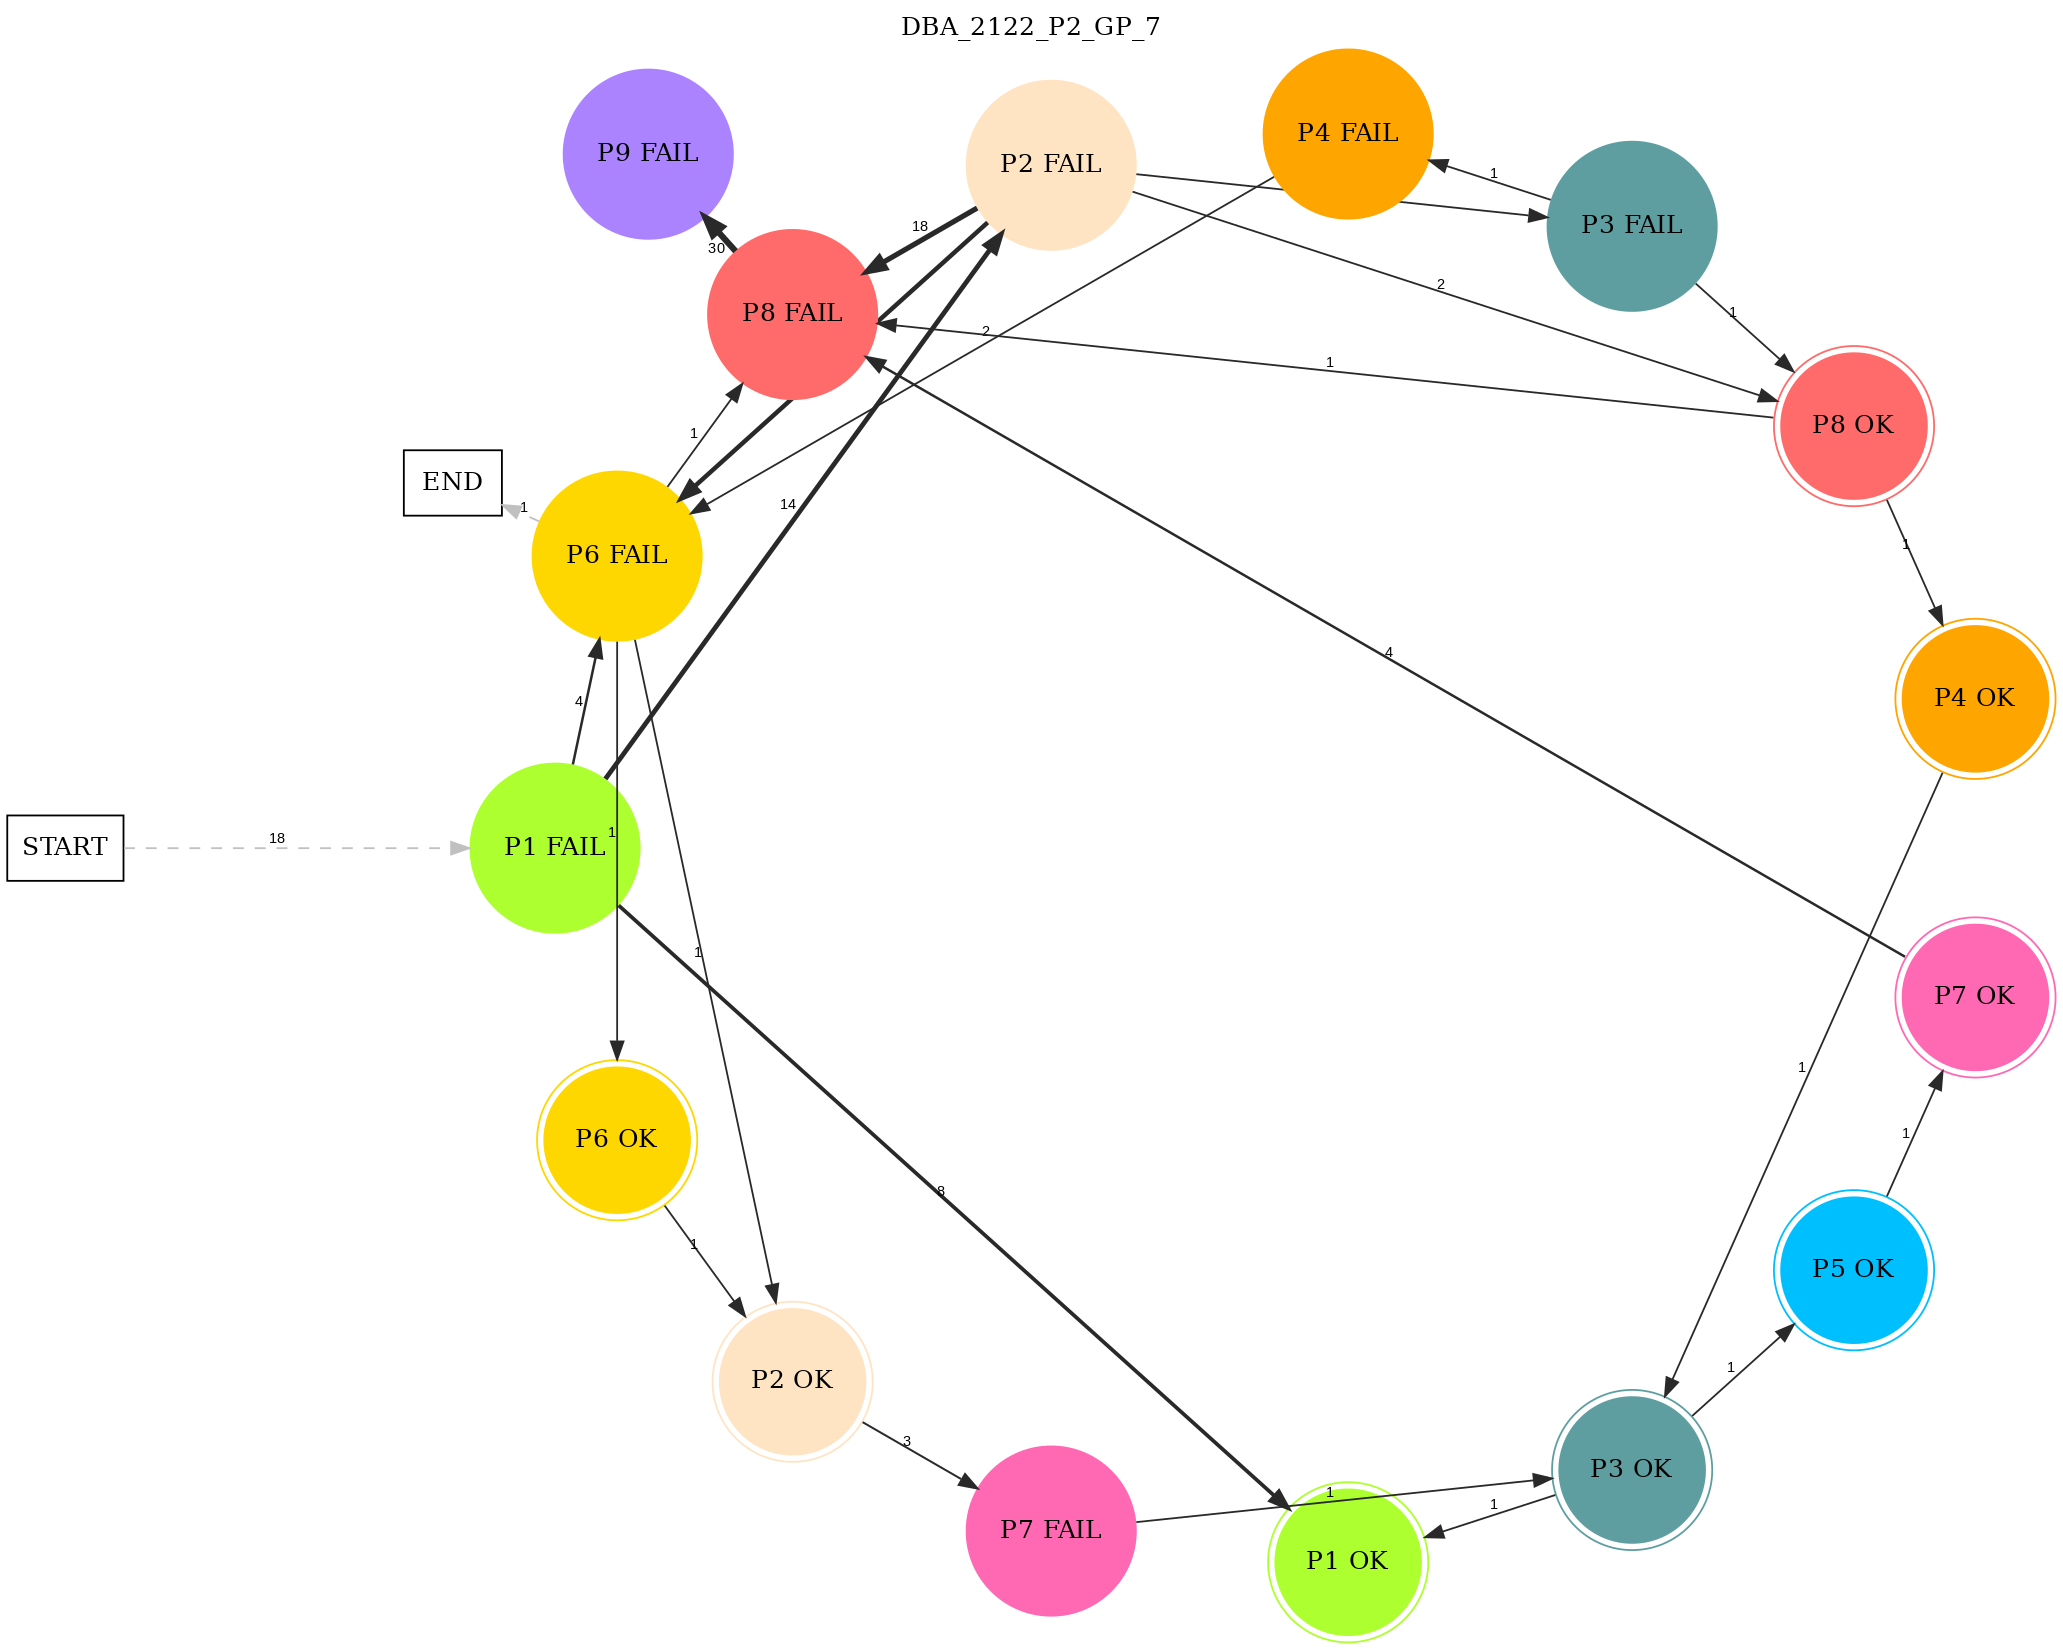 DBA_2122_P2_GP_7
P4 FAIL
P9 FAIL
P2 FAIL
1
P3 FAIL
18
30
2
P8 FAIL
1
2
1
P8 OK
1
END
1
14
P6 FAIL
1
4
4
P4 OK
18
1
START
P1 FAIL
1
P7 OK
1
1
P6 OK
8
1
P5 OK
1
P2 OK
3
1
P3 OK
1
1
P7 FAIL
P1 OK